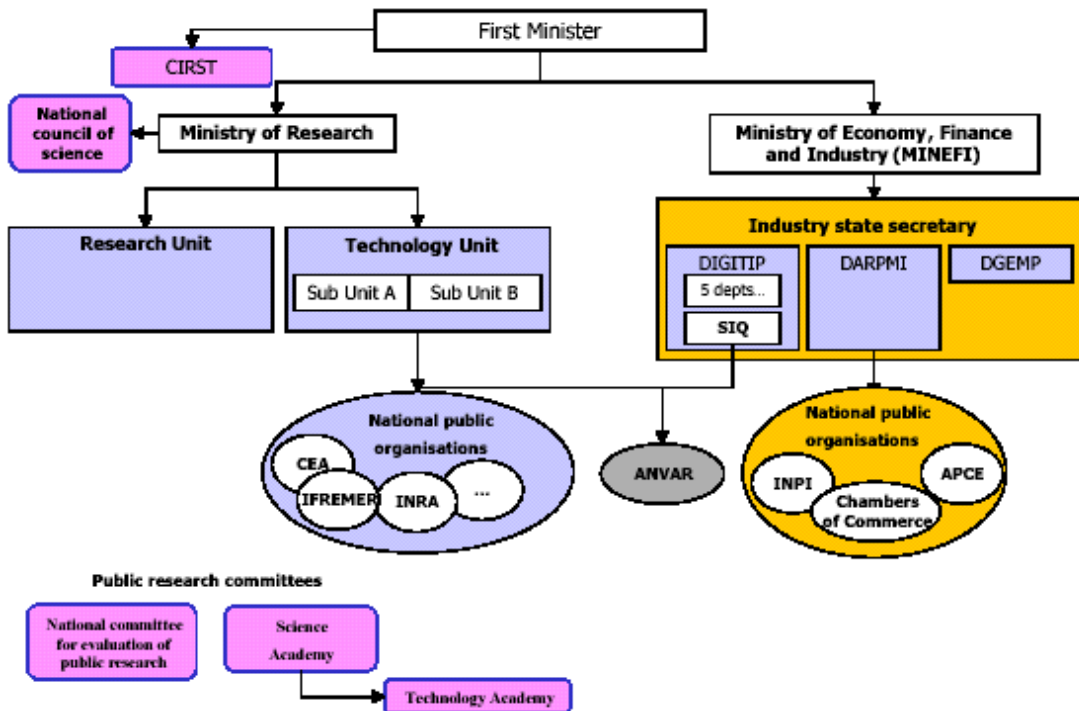 First Minister
CIRST
National
council of
science
Ministry of Research
Ministry of Economy, Finance
and Industry (MINEFI)
Research Unit
Technology Unit
Sub Unit A
Sub Unit B
Industry state secretary
DIGITIP
5 depts...
SIQ
DARPMI
DGEMP
National public
organisations
CEA
IFREMER
INRA
...
ANVAR
National public
organisations
INPI
Chambers
of Commerce
APCE
Public research committees
National committee
for evaluation of
public research
Science
Academy
Technology Academy